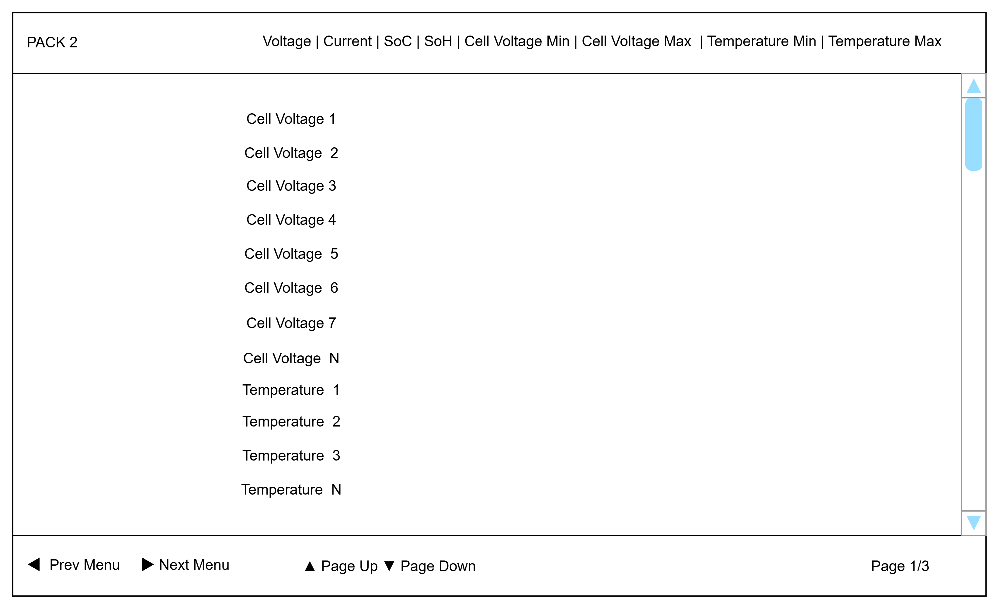 PACK 2
Voltage | Current | SoC | SoH | Cell Voltage Min | Cell Voltage Max  | Temperature Min | Temperature Max
Cell Voltage 1
Cell Voltage  2
Cell Voltage 3
Cell Voltage 4
Cell Voltage  5
Cell Voltage  6
Cell Voltage 7
Cell Voltage  N
Temperature  1
Temperature  2
Temperature  3
Temperature  N
◀ Prev Menu ▶ Next Menu ▲ Page Up ▼ Page Down Page 1/3